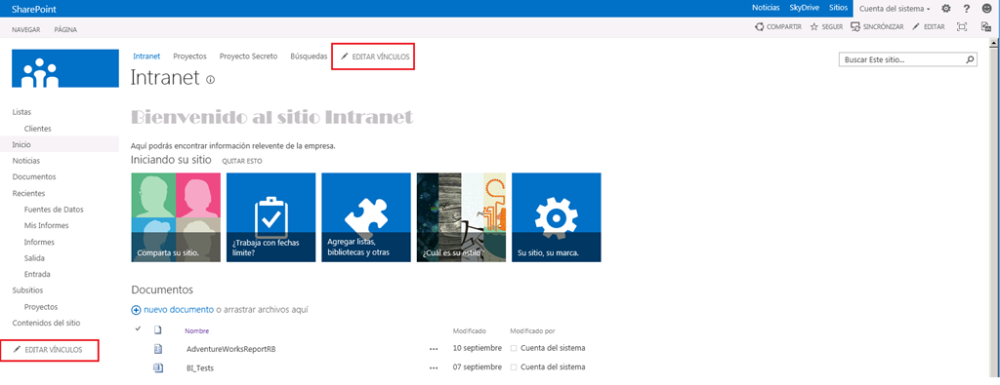 SharePoint
Noticias SkyDrive Sitios Cuenta del sistema ?
NAVEGAR PÁGINA
COMPARTIR SEGUIR SINCRÓNIZAR EDITAR
Intranet Proyectos Proyecto Secreto Búsquedas EDITAR VÍNCULOS
Intranet
Buscar Este sitio...
Bienvenido al sitio Intranet
Aquí podrás encontrar información relevente de la empresa.
Iniciando su sitio QUITAR ESTO
Comparta su sitio.
¿Trabaja con fechas
límite?
Agregar listas,
bibliotecas y otras
¿Cuál es su estilo?
Su sitio, su marca.
Listas
Clientes
Inicio
Noticias
Documentos
Recientes
Fuentes de Datos
Mis Informes
Informes
Salida
Entrada
Subsitios
Proyectos
Contenidos del sitio
EDITAR VÍNCULOS
Documentos
nuevo documento o arrastrar archivos aquí
Nombre Modificado Modificado por
AdventureWorksReportRB ... 10 septiembre Cuenta del sistema
BI_Tests ... 07 septiembre Cuenta del sistema